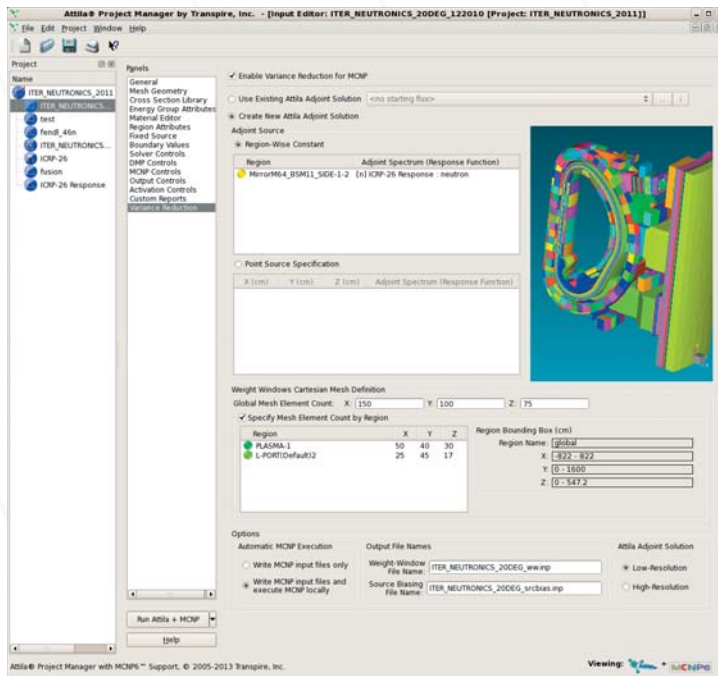 Attila® Project Manager by Transpire, Inc. - [Input Editor: ITER_NEUTRONICS_20DEG_122010 [Project: ITER_NEUTRONICS_2011]]
File Edit Project Window Help
Project
Name
ITER_NEUTRONICS_2011
ITER_NEUTRONICS...
test
fendl_46n
ITER_NEUTRONICS...
ICRP-26
fusion
ICRP-26 Response
Panels
General
Mesh Geometry
Cross Section Library
Energy Group Attributes
Material Editor
Region Attributes
Fixed Source
Boundary Values
Solver Controls
DMP Controls
MCNP Controls
Output Controls
Activation Controls
Custom Reports
Variance Reduction
Run Attila + MCNP
Help
Enable Variance Reduction for MCNP
Use Existing Attila Adjoint Solution <no starting flux> ... i
Create New Attila Adjoint Solution
Adjoint Source
Region-Wise Constant
Region Adjoint Spectrum (Response Function)
MirrorM64_BSM11_SIDE-1-2 [n] ICRP-26 Response : neutron
Point Source Specification
X (cm) Y (cm) Z (cm) Adjoint Spectrum (Response Function)
Weight Windows Cartesian Mesh Definition
Global Mesh Element Count: X: 150 Y: 100 Z: 75
Specify Mesh Element Count by Region
Region X Y Z
PLASMA-1 50 40 30
L-PORT(Default)2 25 45 17
Region Bounding Box (cm)
Region Name: global
X: -822 - 822
Y: 0 - 1600
Z: 0 - 547.2
Options
Automatic MCNP Execution
Write MCNP input files only
Write MCNP input files and execute MCNP locally
Output File Names
Weight-Window File Name: ITER_NEUTRONICS_20DEG_ww.inp
Source Biasing File Name: ITER_NEUTRONICS_20DEG_srcbias.inp
Attila Adjoint Solution
Low-Resolution
High-Resolution
Attila® Project Manager with MCNP6™ Support, © 2005-2013 Transpire, Inc.
Viewing: Attila + MCNP6